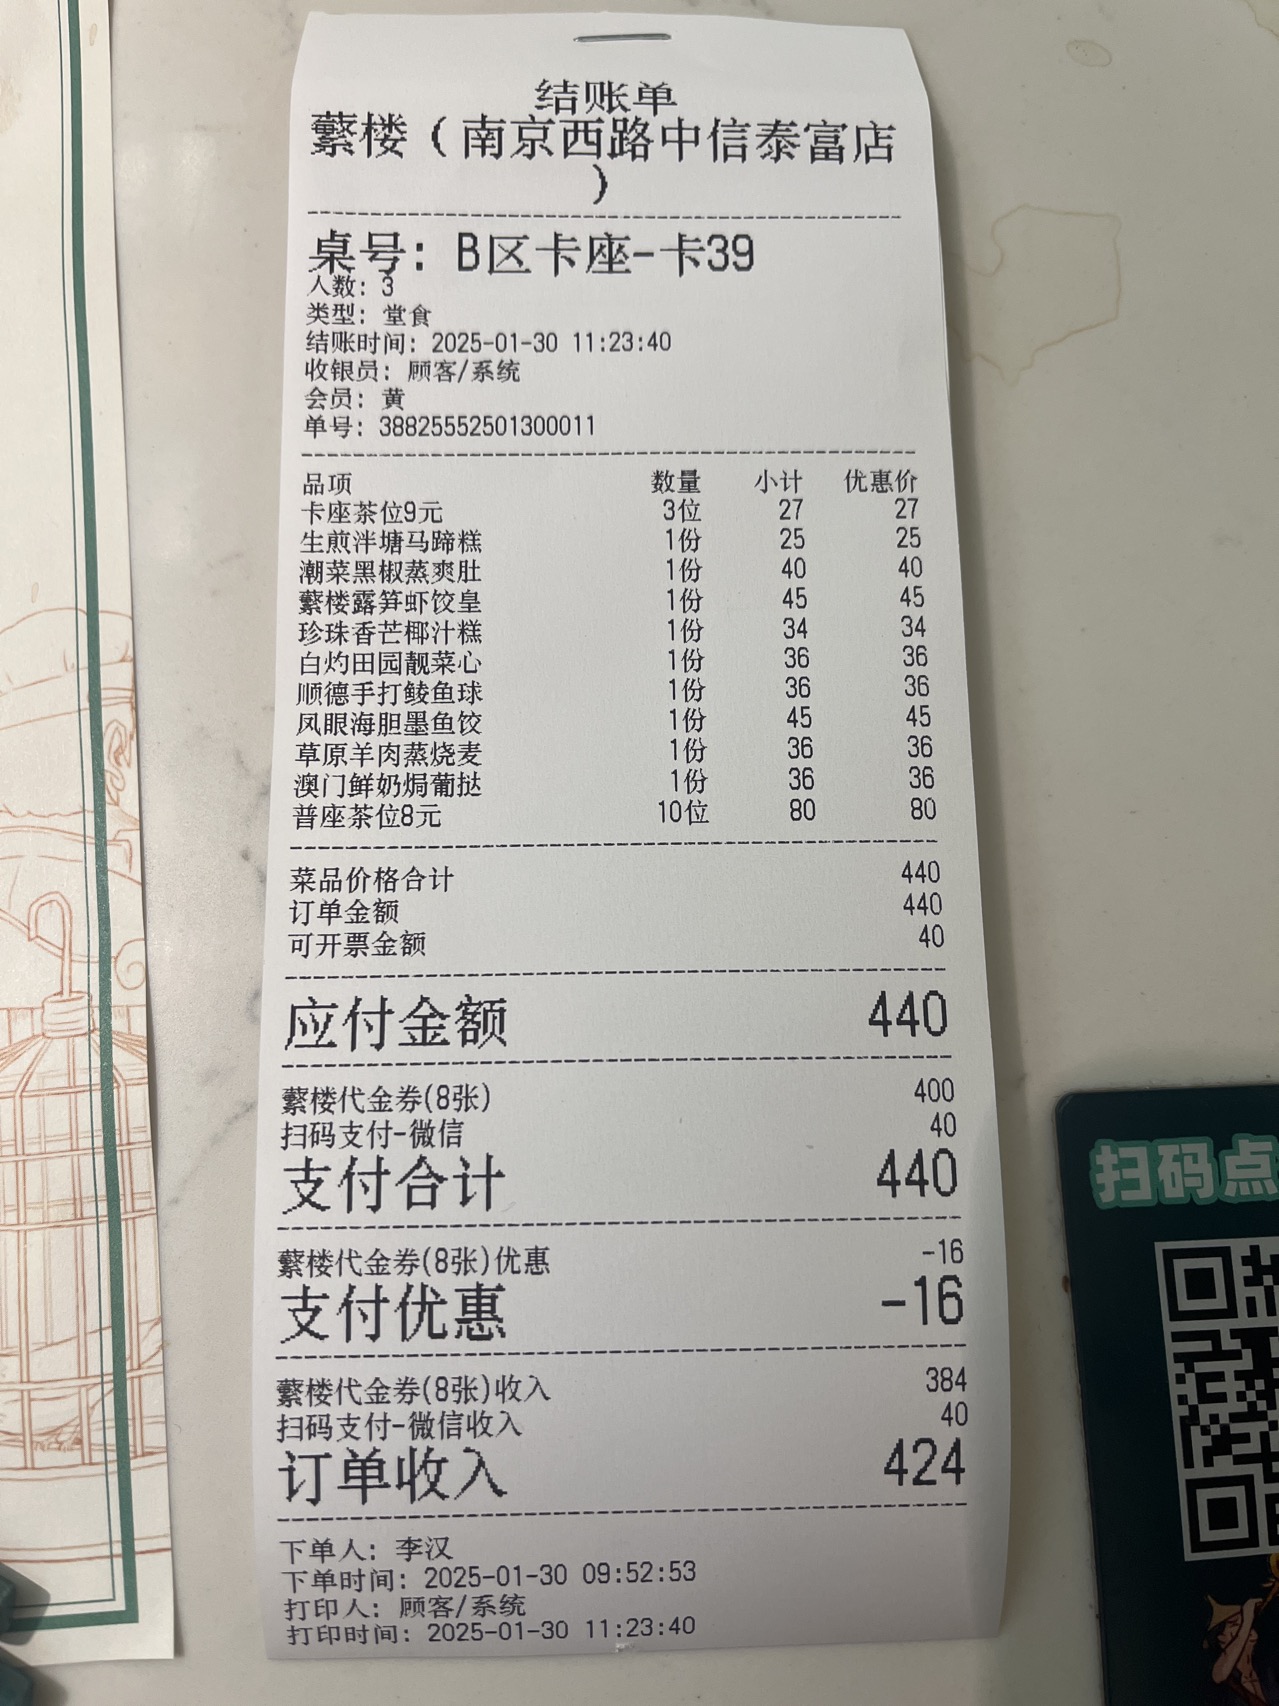 结账单
蘩楼（南京西路中信泰富店
）
桌号：B区卡座-卡39
人数：3
类型：堂食
结账时间：2025-01-30 11:23:40
收银员：顾客/系统
会员：黄
单号：38825552501300011
品项 数量 小计 优惠价
卡座茶位9元 3位 27 27
生煎泮塘马蹄糕 1份 25 25
潮菜黑椒蒸爽肚 1份 40 40
蘩楼露笋虾饺皇 1份 45 45
珍珠香芒椰汁糕 1份 34 34
白灼田园靓菜心 1份 36 36
顺德手打鲮鱼球 1份 36 36
凤眼海胆墨鱼饺 1份 45 45
草原羊肉蒸烧麦 1份 36 36
澳门鲜奶焗葡挞 1份 36 36
普座茶位8元 10位 80 80
菜品价格合计 440
订单金额 440
可开票金额 40
应付金额 440
蘩楼代金券(8张) 400
扫码支付-微信 40
支付合计 440
蘩楼代金券(8张)优惠 -16
支付优惠 -16
蘩楼代金券(8张)收入 384
扫码支付-微信收入 40
订单收入 424
下单人：李汉
下单时间：2025-01-30 09:52:53
打印人：顾客/系统
打印时间：2025-01-30 11:23:40
扫码点